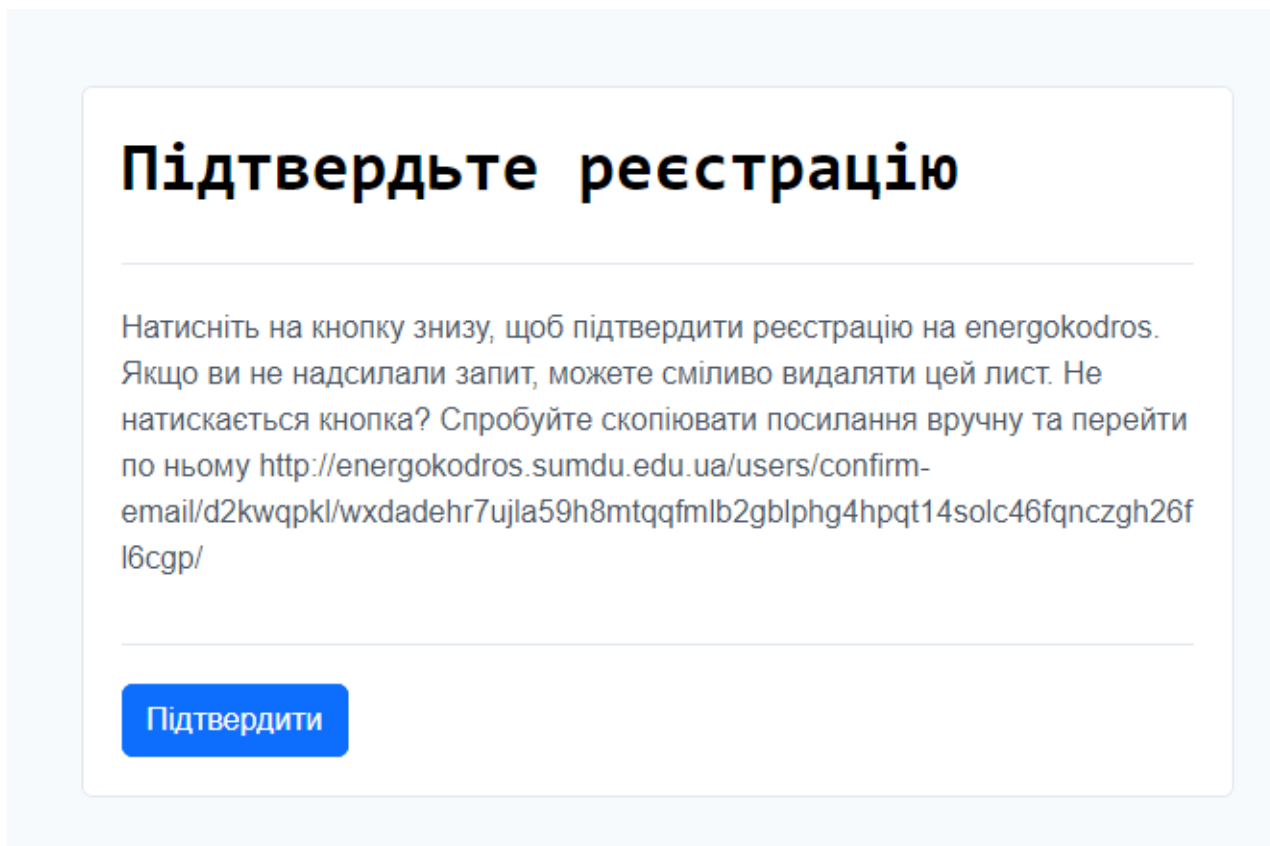 Підтвердьте реєстрацію
Натисніть на кнопку знизу, щоб підтвердити реєстрацію на energokodros.
Якщо ви не надсилали запит, можете сміливо видаляти цей лист. Не
натискається кнопка? Спробуйте скопіювати посилання вручну та перейти
по ньому http://energokodros.sumdu.edu.ua/users/confirm-
email/d2kwqpkl/wxdadehr7ujla59h8mtqqfmlb2gblphg4hpqt14solc46fqnczgh26f
l6cgp/
Підтвердити